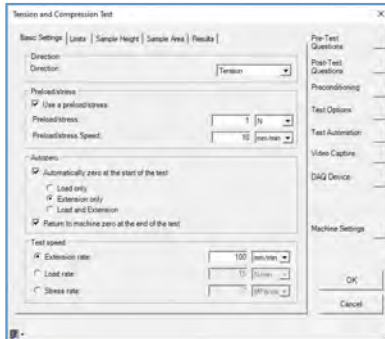 Tension and Compression Test
Basic Settings Limits Sample Height Sample Area Results
Direction
Direction: Tension
Preload/stress
Use a preload/stress
Preload/stress: 1 N
Preload/stress Speed: 10 mm/min
Autozero
Automatically zero at the start of the test
Load only
Extension only
Load and Extension
Return to machine zero at the end of the test
Test speed
Extension rate: 100 mm/min
Load rate:
Stress rate:
Pre-Test
Questions
Post-Test
Questions
Preconditioning
Test Options
Test Automation
Video Capture
DAQ Device
Machine Settings
OK
Cancel